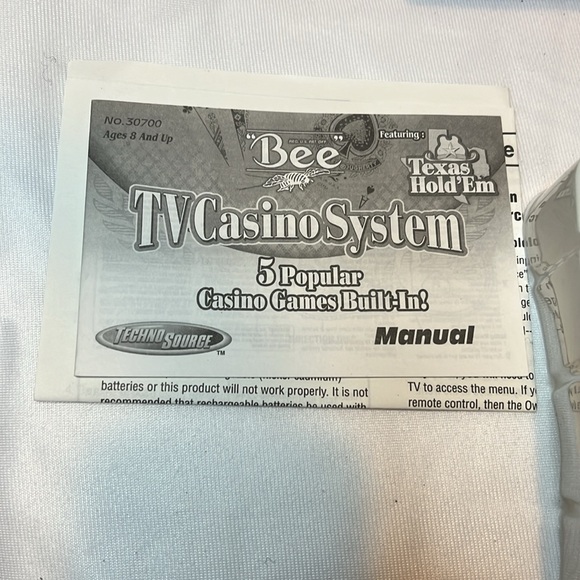 No.30700
Ages 8 And Up
"Bee"
Featuring:
Texas
Hold'Em
TV Casino System
5 Popular
Casino Games Built-In!
TECHNO SOURCE™
Manual
batteries or this product will not work properly. It is not
recommended that rechargeable batteries be used with
TV to access the menu. If
remote control, then the